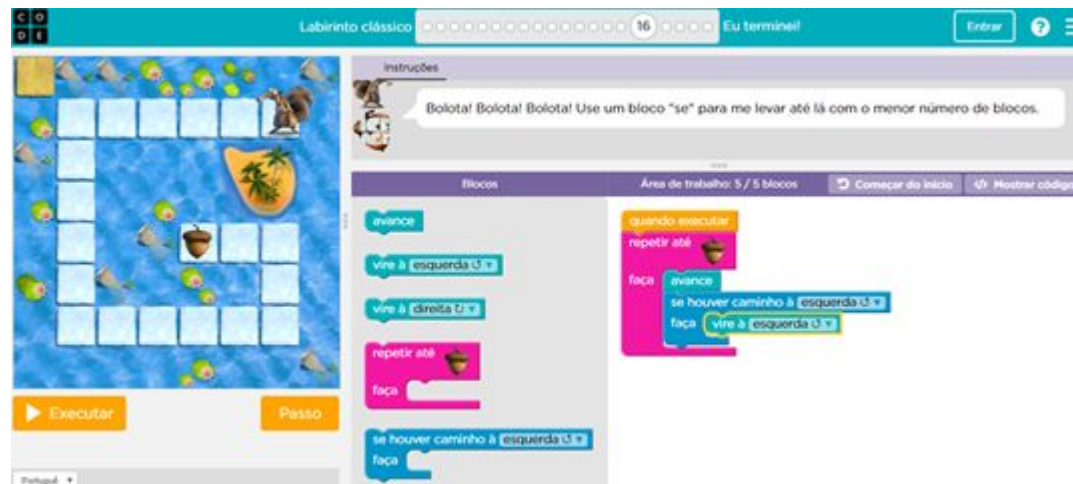 C O
D E
Labirinto clássico 16 Eu terminei!
Entrar ?
Instruções
Bolota! Bolota! Bolota! Use um bloco "se" para me levar até lá com o menor número de blocos.
Blocos
Área de trabalho: 5 / 5 blocos
Começar do início
Mostrar código
avance
vire à esquerda
vire à direita
repetir até
faça
se houver caminho à esquerda
faça
quando executar
repetir até
faça avance
se houver caminho à esquerda
faça vire à esquerda
Executar
Passo
Portuguê